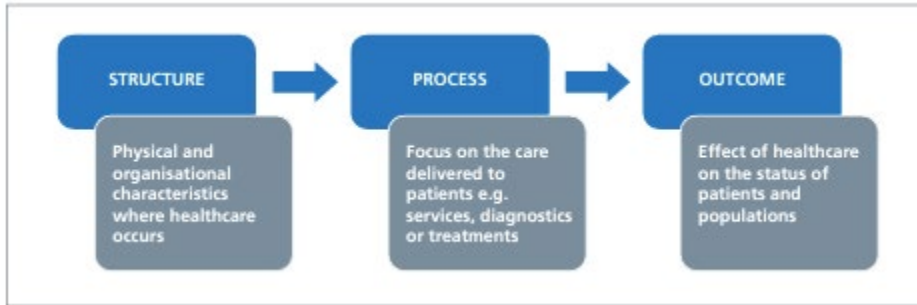 STRUCTURE
PROCESS
OUTCOME
Physical and
organisational
characteristics
where healthcare
occurs
Focus on the care
delivered to
patients e.g.
services, diagnostics
or treatments
Effect of healthcare
on the status of
patients and
populations